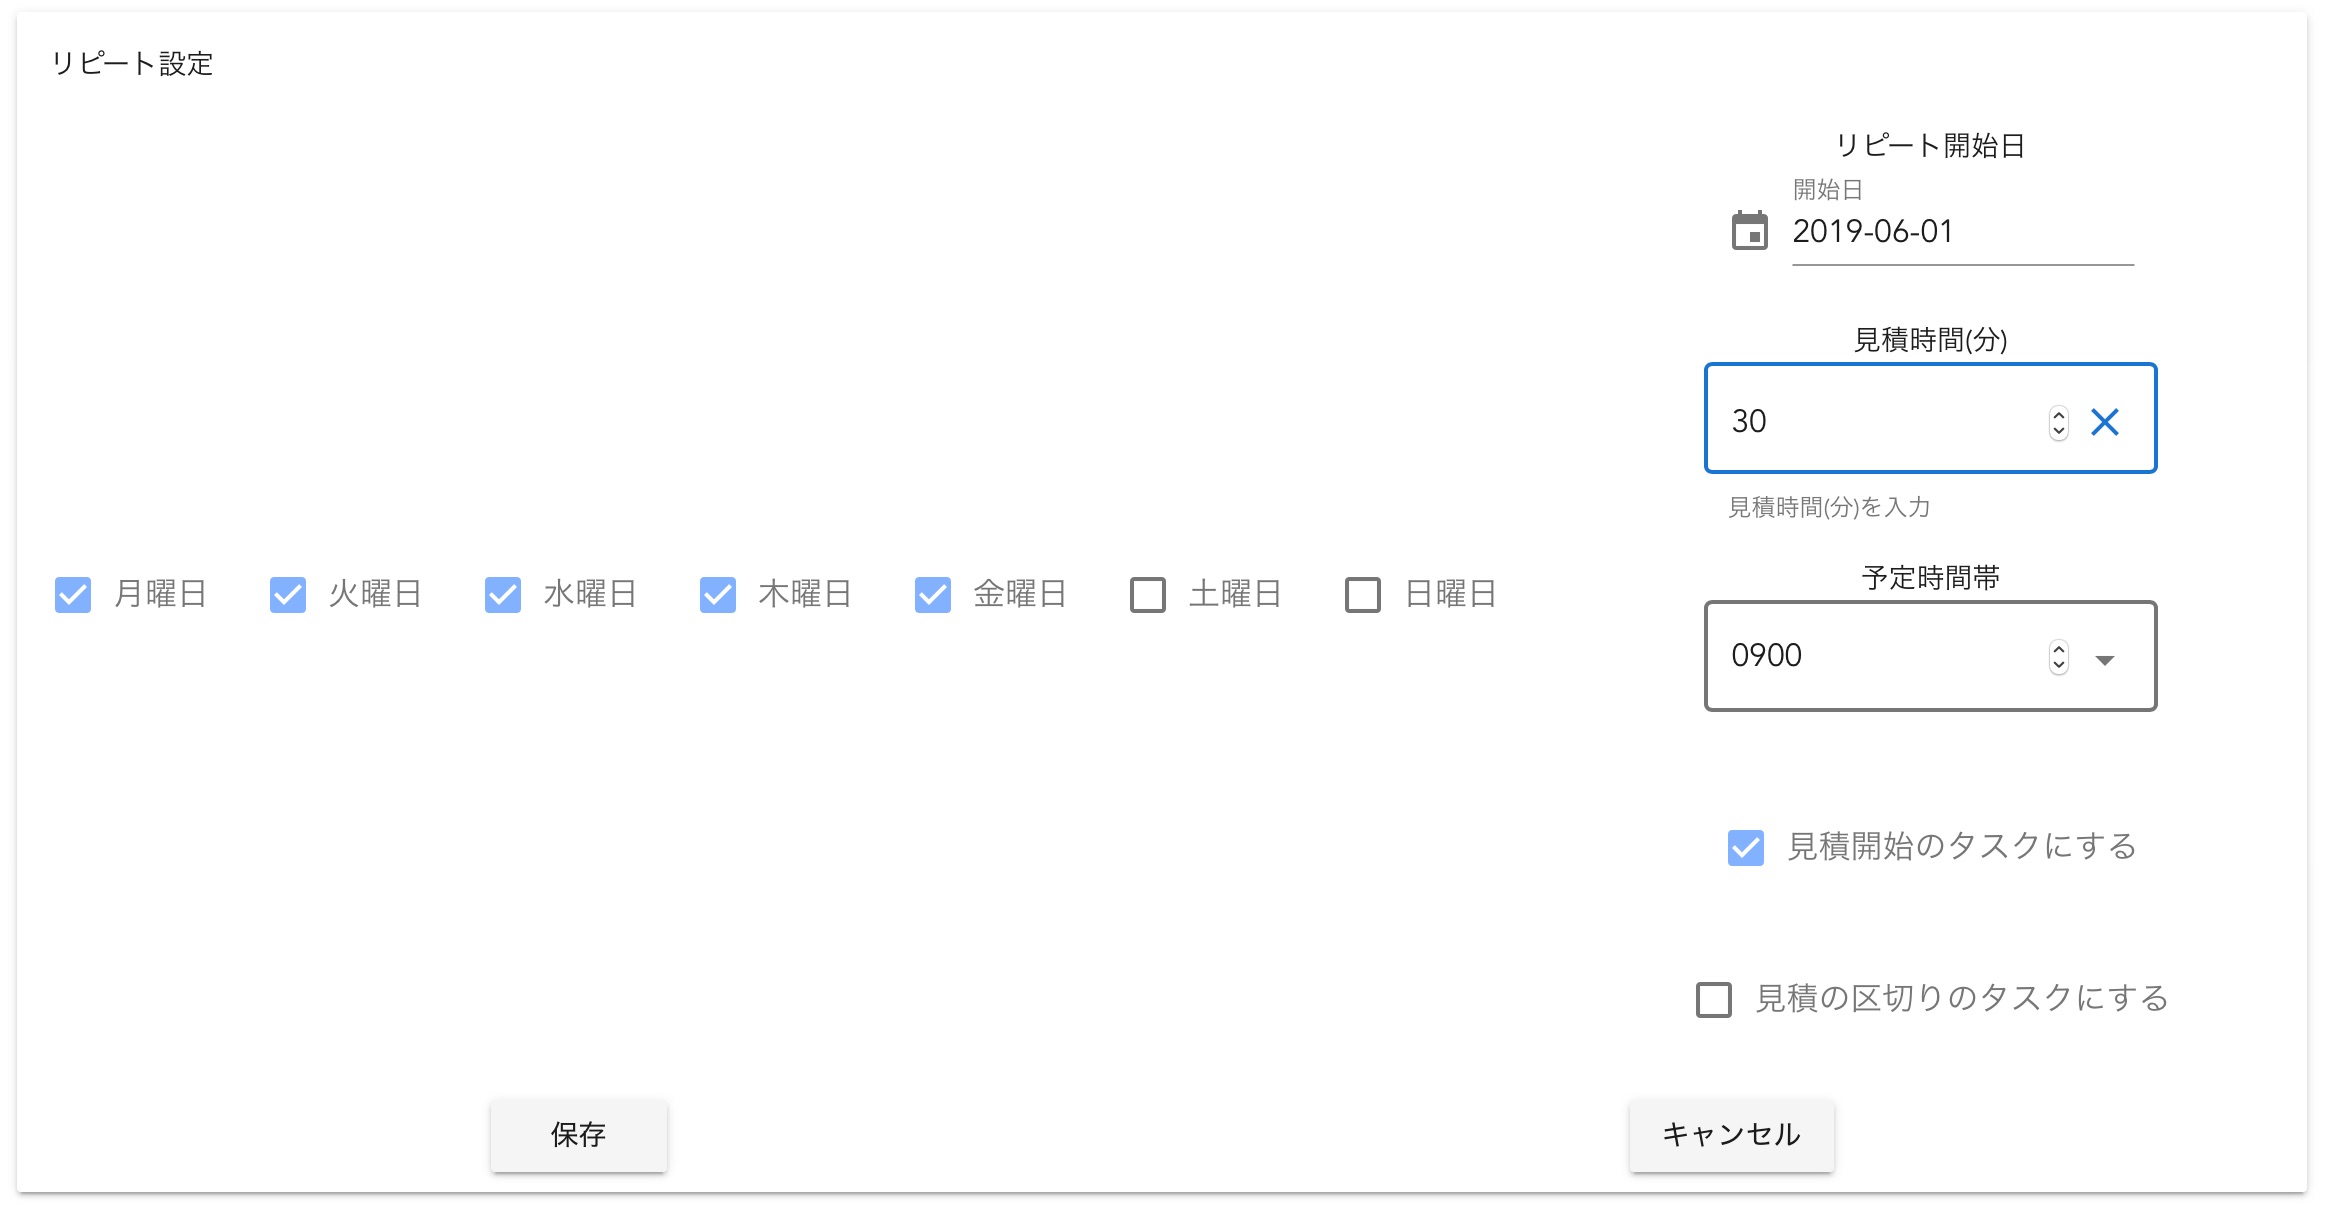 リピート設定
リピート開始日
開始日
2019-06-01
見積時間(分)
30
見積時間(分)を入力
月曜日 火曜日 水曜日 木曜日 金曜日 土曜日 日曜日
予定時間帯
0900
見積開始のタスクにする
見積の区切りのタスクにする
保存 キャンセル